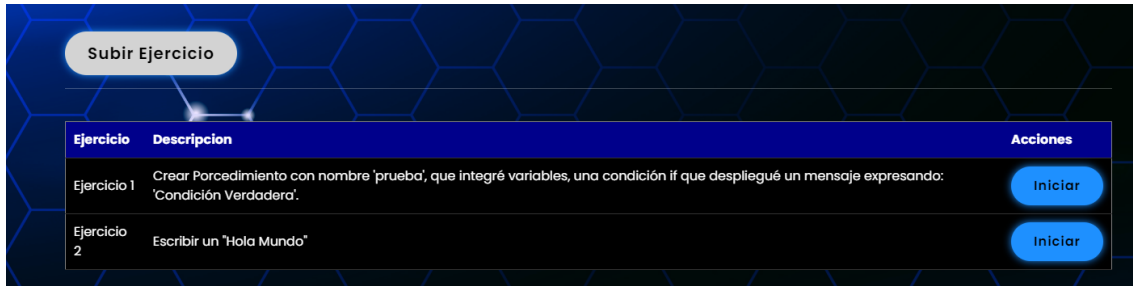 Subir Ejercicio
Ejercicio Descripcion Acciones
Ejercicio 1 Crear Porcedimiento con nombre 'prueba', que integré variables, una condición if que despliegué un mensaje expresando: Iniciar
'Condición Verdadera'.
Ejercicio
2 Escribir un "Hola Mundo" Iniciar